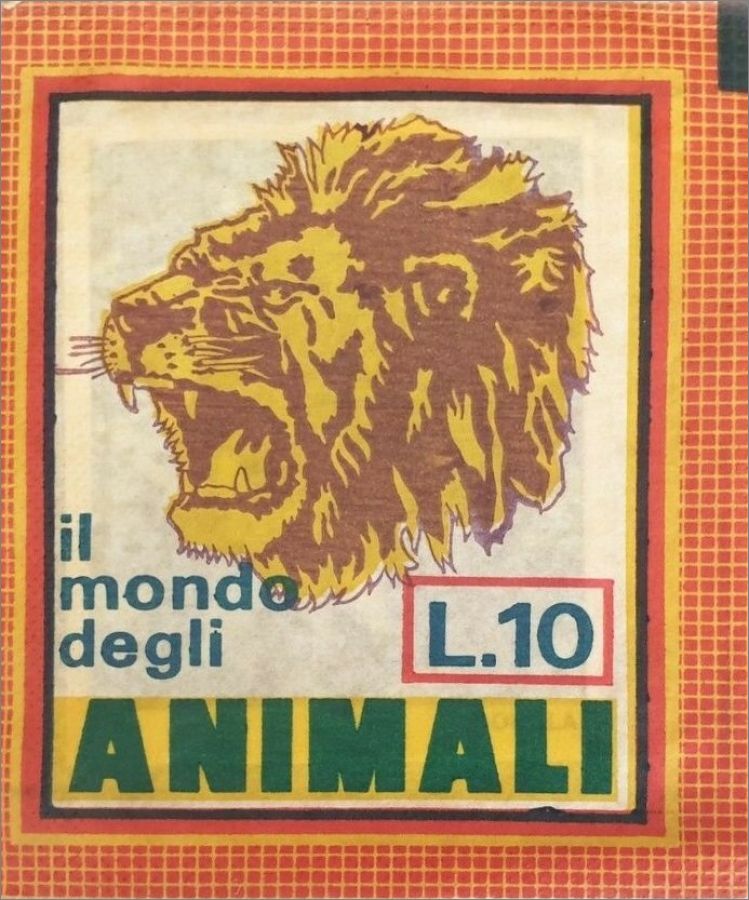 il
mondo
degli
L.10
ANIMALI